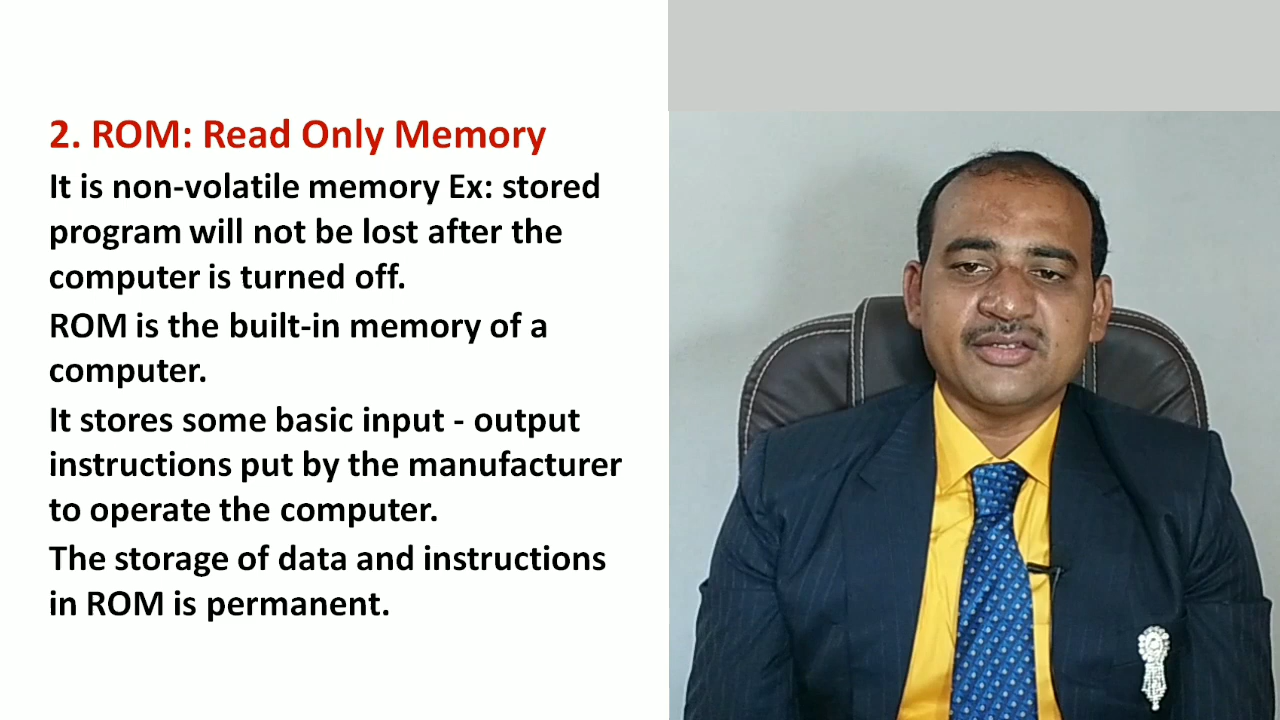 2. ROM: Read Only Memory
It is non-volatile memory Ex: stored
program will not be lost after the
computer is turned off.
ROM is the built-in memory of a
computer.
It stores some basic input - output
instructions put by the manufacturer
to operate the computer.
The storage of data and instructions
in ROM is permanent.